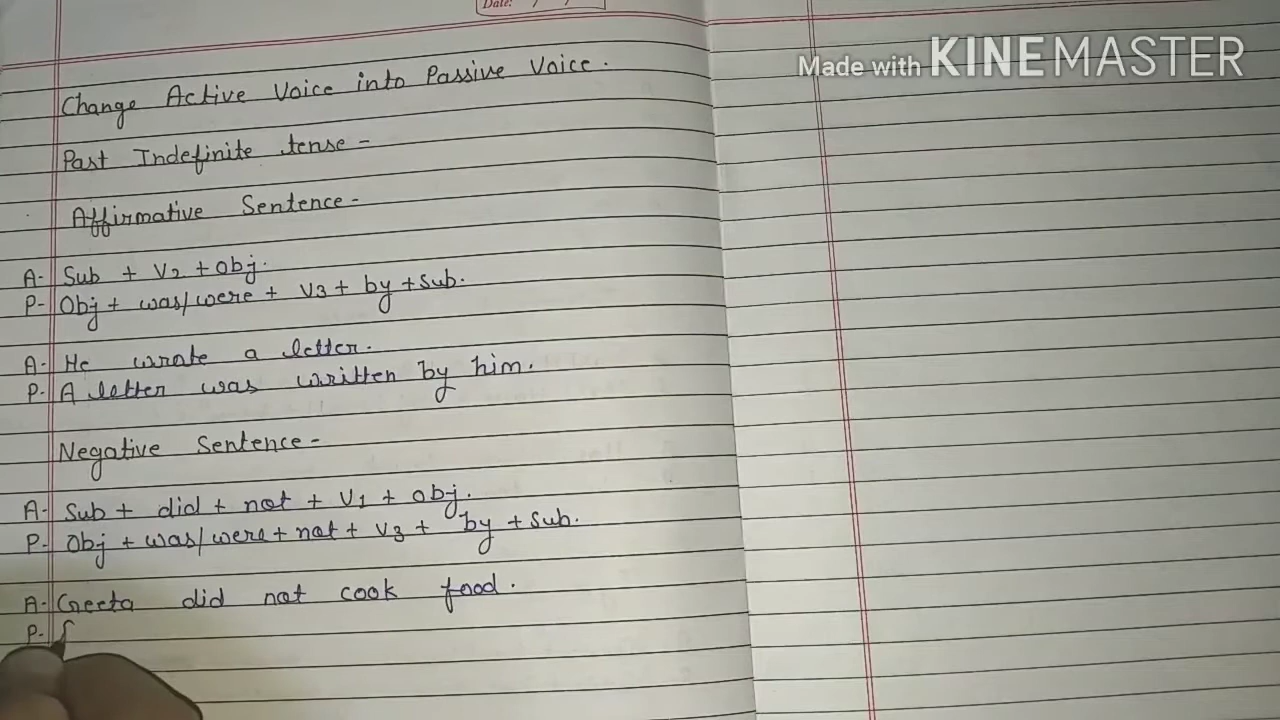 Date:
Made with KINEMASTER
Change Active Voice into Passive Voice.
Past Indefinite tense -
Affirmative Sentence -
A- Sub + V2 + Obj.
P- Obj + was/were + V3 + by + Sub.
A- He wrote a letter.
P- A letter was written by him.
Negative Sentence -
A- Sub + did + not + V1 + Obj.
P- Obj + was/were + not + V3 + by + Sub.
A- Geeta did not cook food.
P-